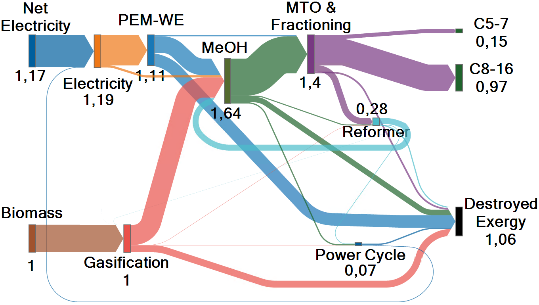 Net
Electricity
1,17
Electricity
1,19
PEM-WE
1,11
MeOH
1,64
MTO &
Fractioning
1,4
C5-7
0,15
C8-16
0,97
0,28
Reformer
Biomass
1
Gasification
1
Power Cycle
0,07
Destroyed
Exergy
1,06